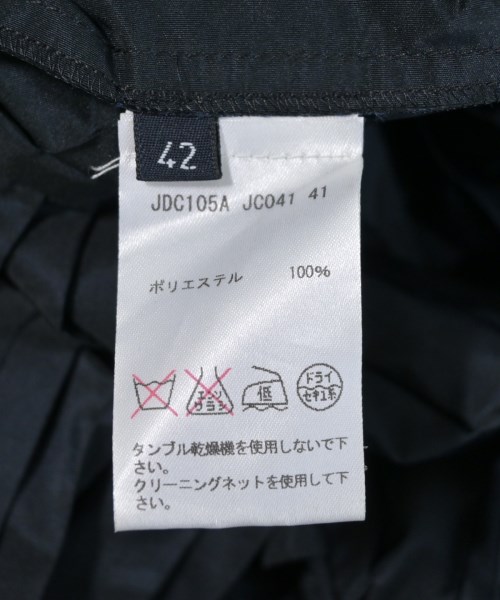 42
JDC105A JC041 41
ポリエステル 100%
エンソ
サラシ
低
ドライ
セキユ系
タンブル乾燥機を使用しないで下
さい。
クリーニングネットを使用して下
さい。